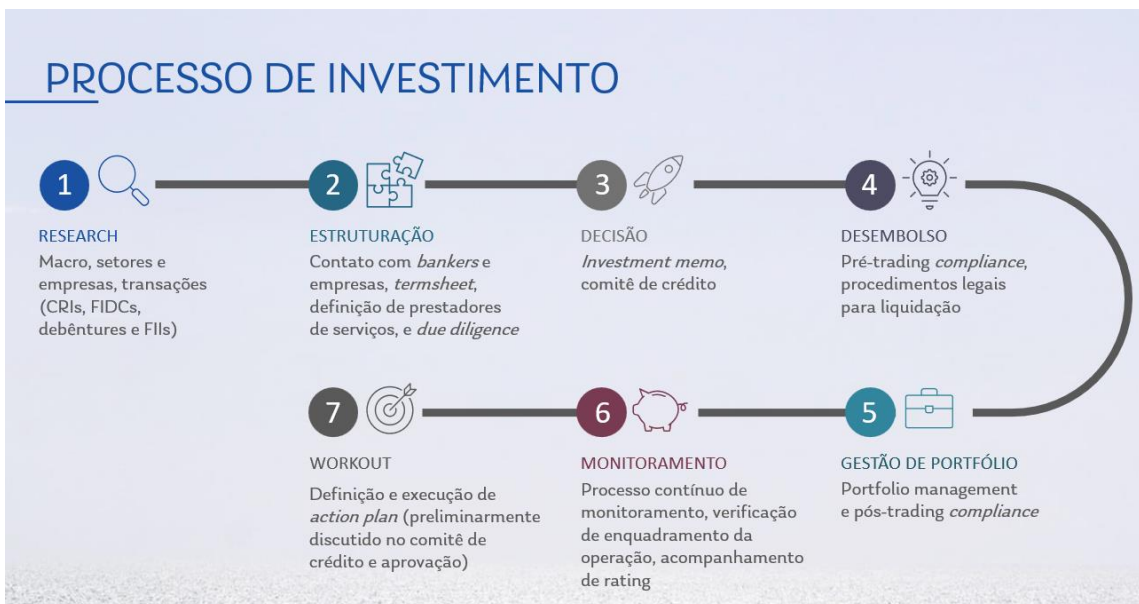 PROCESSO DE INVESTIMENTO
1
RESEARCH
Macro, setores e
empresas, transações
(CRIs, FIDCs,
debêntures e FIIs)
2
ESTRUTURAÇÃO
Contato com bankers e
empresas, termsheet,
definição de prestadores
de serviços, e due diligence
3
DECISÃO
Investment memo,
comitê de crédito
4
DESEMBOLSO
Pré-trading compliance,
procedimentos legais
para liquidação
5
GESTÃO DE PORTFÓLIO
Portfolio management
e pós-trading compliance
6
MONITORAMENTO
Processo contínuo de
monitoramento, verificação
de enquadramento da
operação, acompanhamento
de rating
7
WORKOUT
Definição e execução de
action plan (preliminarmente
discutido no comitê de
crédito e aprovação)